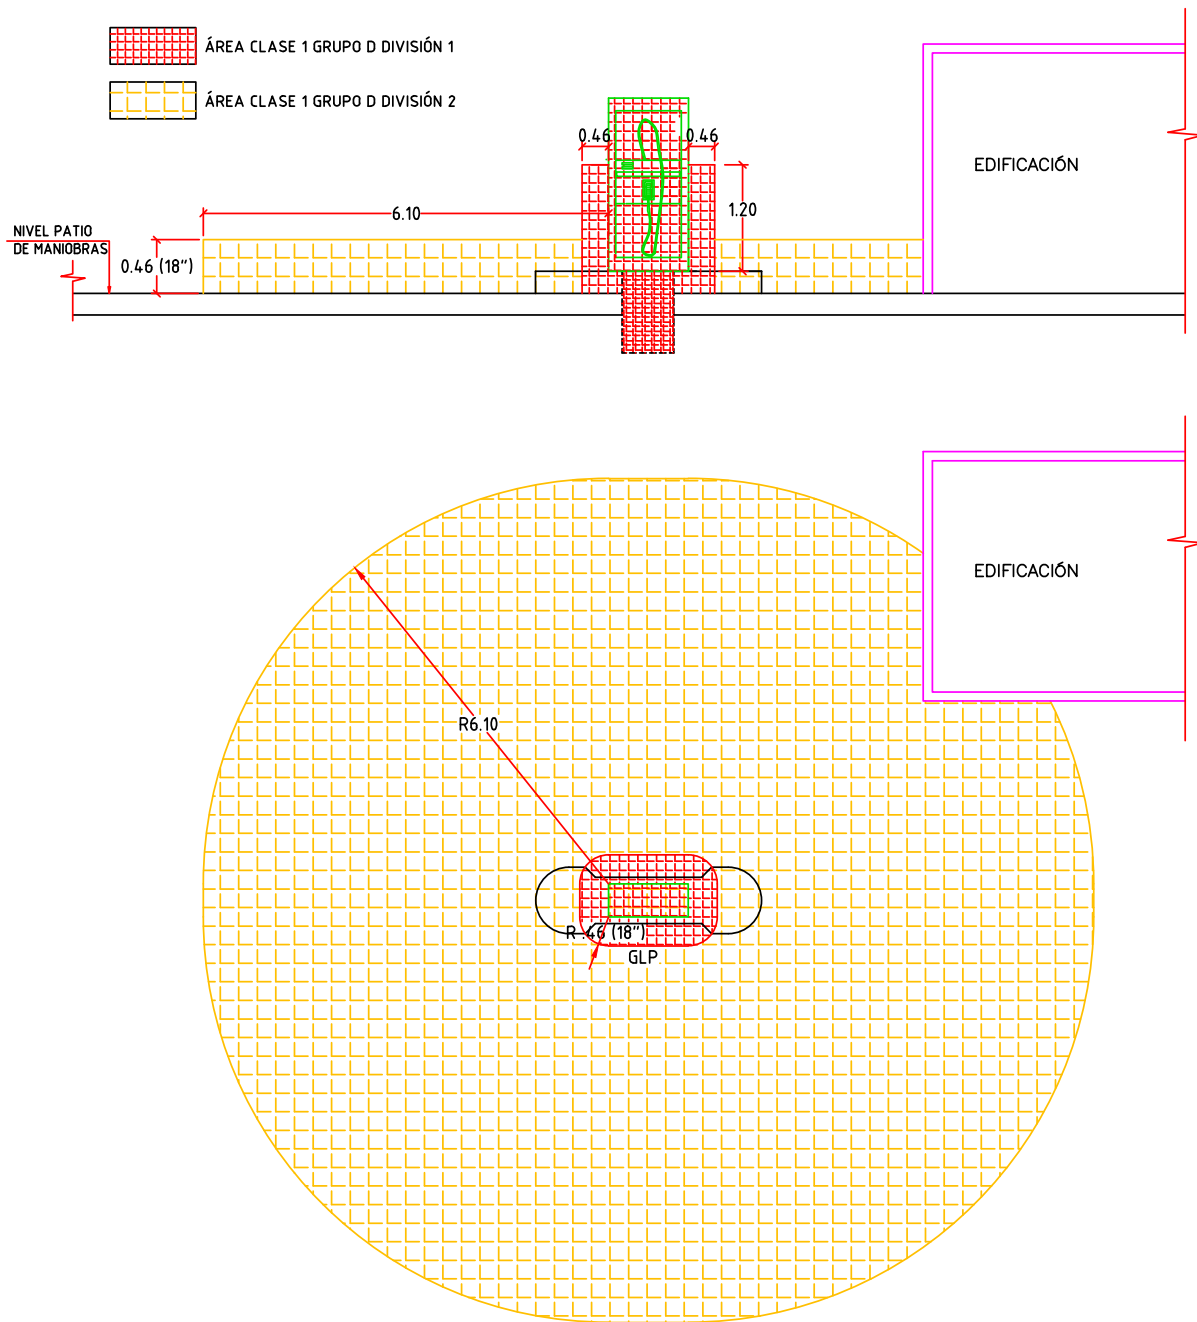 ÁREA CLASE 1 GRUPO D DIVISIÓN 1
ÁREA CLASE 1 GRUPO D DIVISIÓN 2
0.46
0.46
EDIFICACIÓN
1.20
6.10
NIVEL PATIO
DE MANIOBRAS
0.46 (18")
EDIFICACIÓN
R6.10
R .46 (18")
GLP